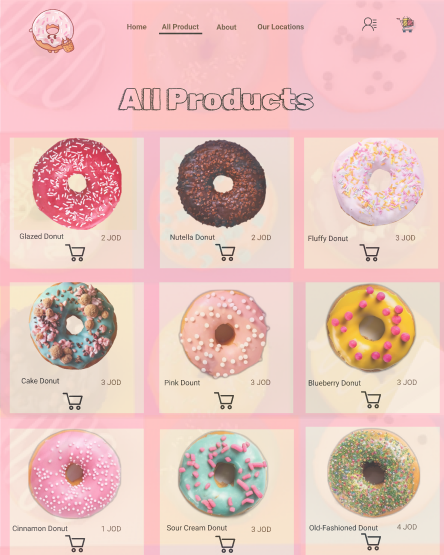 Home All Product About Our Locations
All Products
Glazed Donut 2 JOD
Nutella Donut 2 JOD
Fluffy Donut 3 JOD
Cake Donut 3 JOD
Pink Dount 3 JOD
Blueberry Donut 3 JOD
Cinnamon Donut 1 JOD
Sour Cream Donut 3 JOD
Old-Fashioned Donut 4 JOD